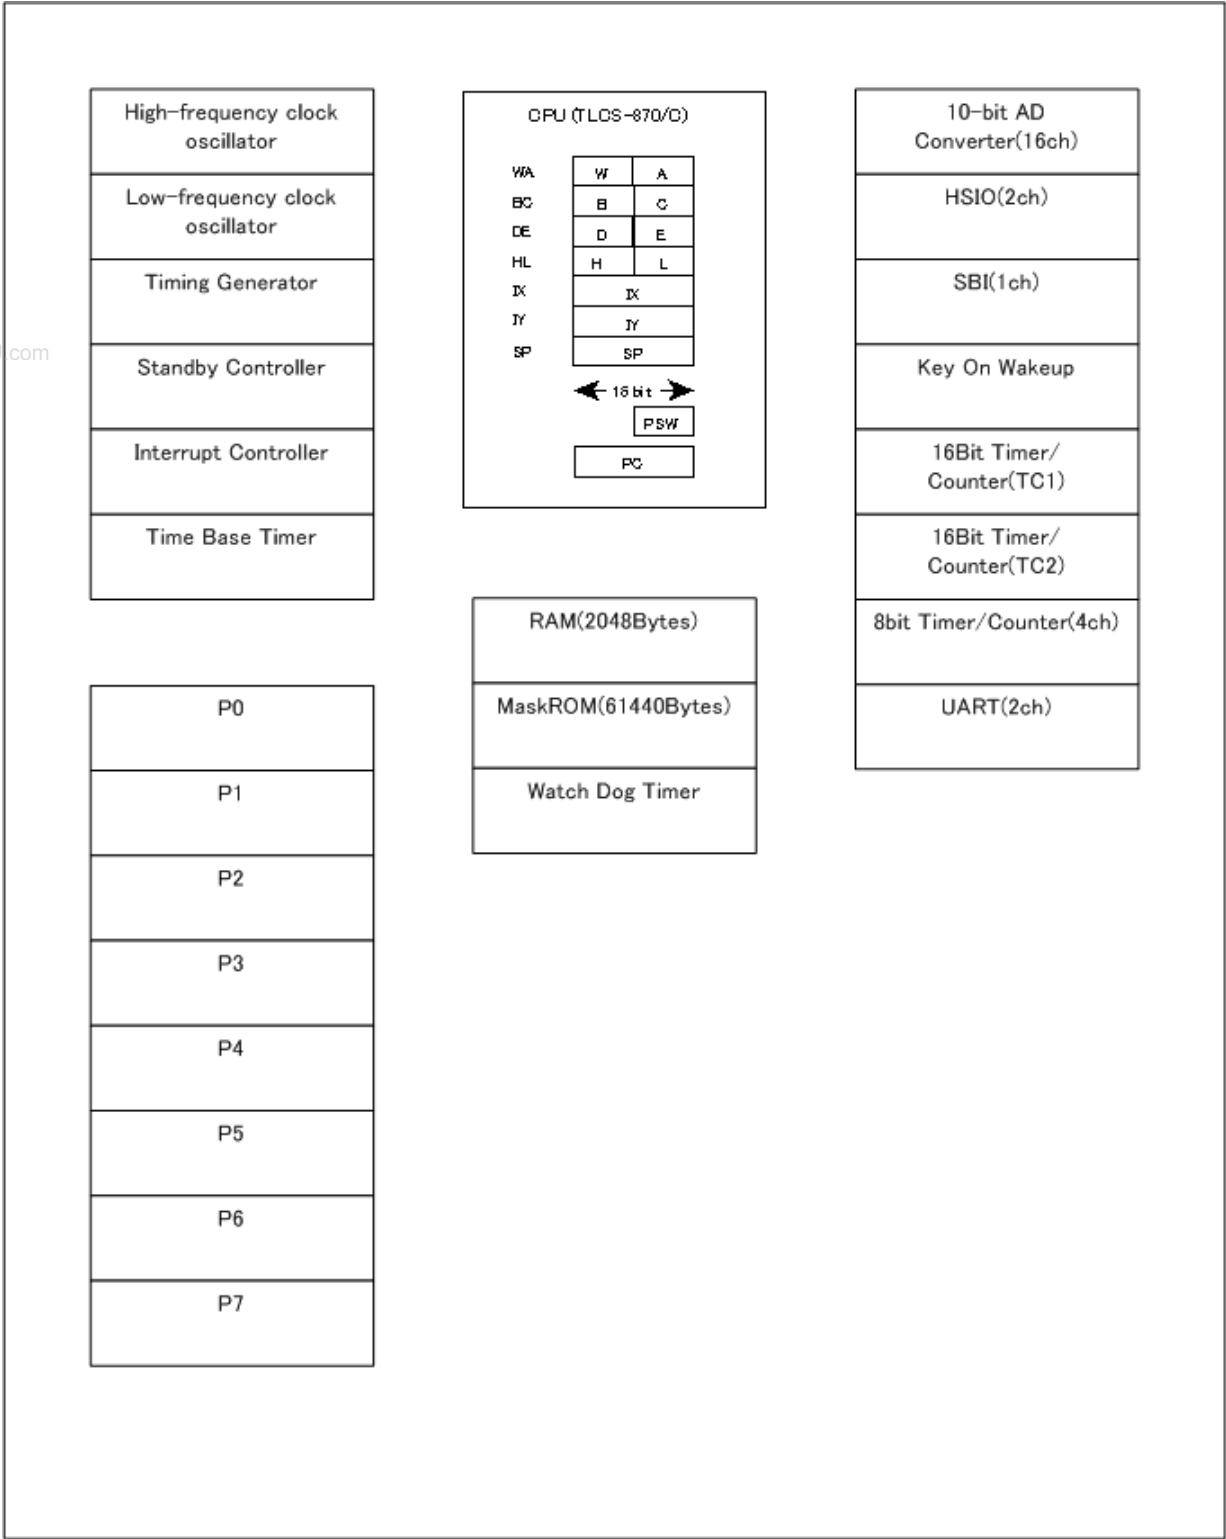 High-frequency clock
oscillator
Low-frequency clock
oscillator
Timing Generator
Standby Controller
Interrupt Controller
Time Base Timer
P0
P1
P2
P3
P4
P5
P6
P7
CPU (TLCS-870/C)
WA W A
BC B C
DE D E
HL H L
IX IX
IY IY
SP SP
16 bit
PSW
PC
RAM(2048Bytes)
MaskROM(61440Bytes)
Watch Dog Timer
10-bit AD
Converter(16ch)
HSIO(2ch)
SBI(1ch)
Key On Wakeup
16Bit Timer/
Counter(TC1)
16Bit Timer/
Counter(TC2)
8bit Timer/Counter(4ch)
UART(2ch)
.com